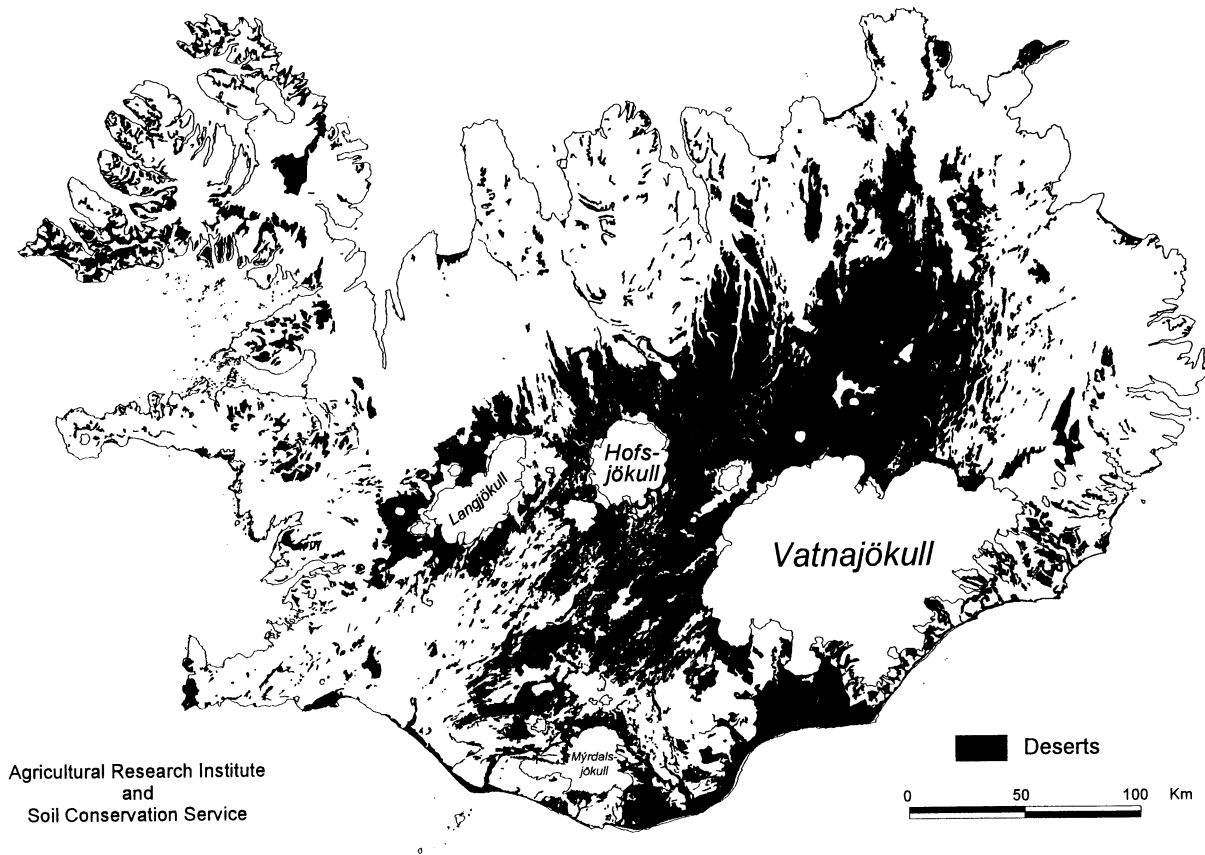 Hofs-
jökull
Langjökull
Vatnajökull
Mýrdals-
jökull
Deserts
Agricultural Research Institute
and
Soil Conservation Service
0 50 100 Km